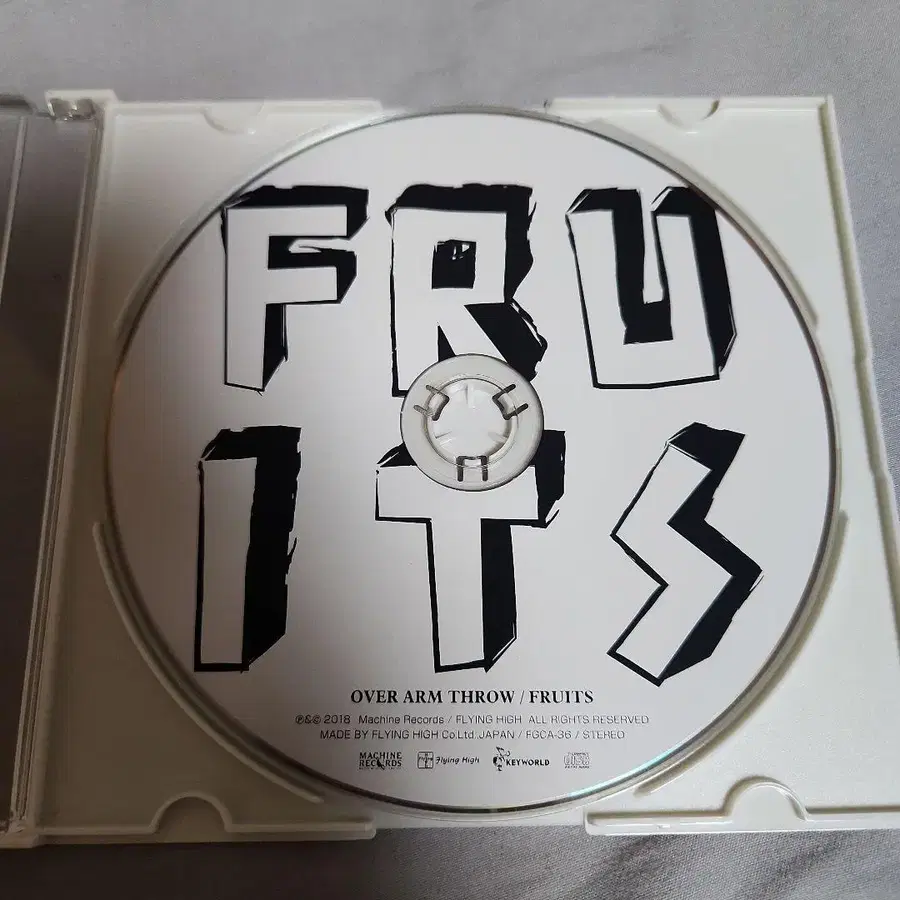 FRU
ITS
OVER ARM THROW / FRUITS
℗&© 2018 Machine Records / FLYING HIGH ALL RIGHTS RESERVED
MADE BY FLYING HIGH Co.Ltd. JAPAN / FGCA-36 / STEREO
MACHINE RECORDS Flying High KEYWORLD